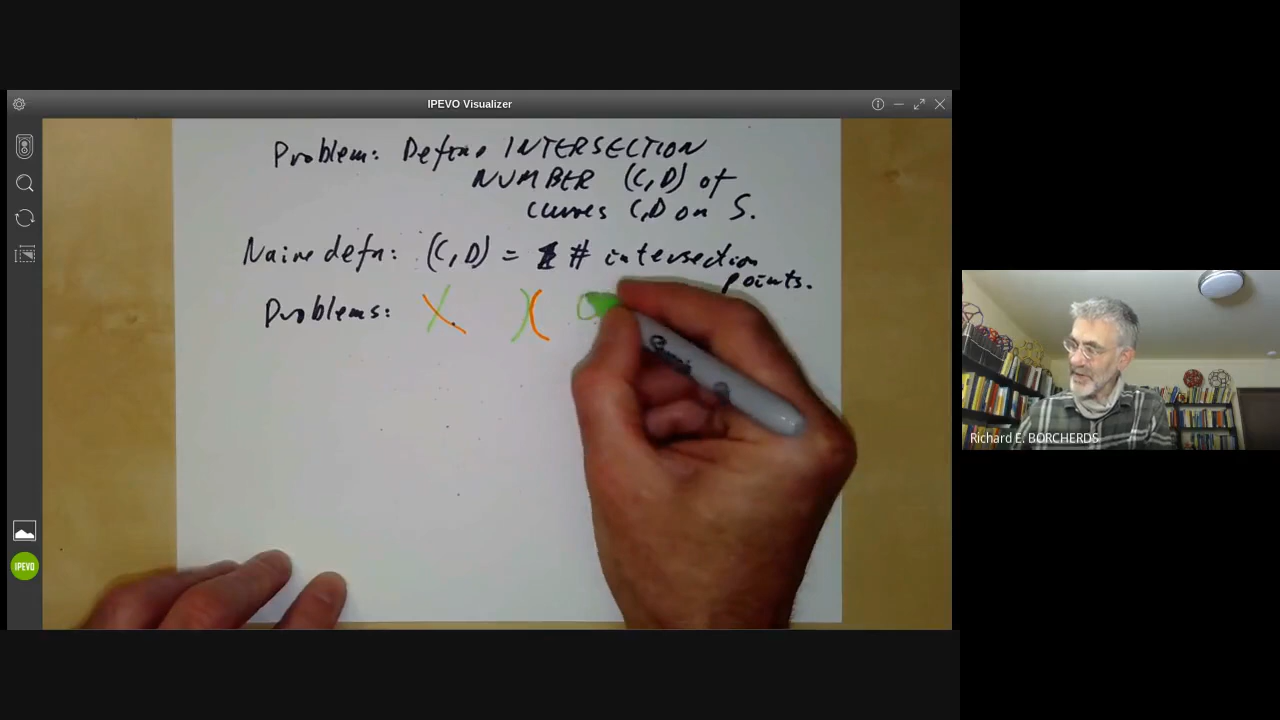 IPEVO Visualizer
Problem: Define INTERSECTION
NUMBER (C,D) of
curves C,D on S.
Naive defn: (C,D) = # intersection
points.
Problems:
Richard E. BORCHERDS
IPEVO